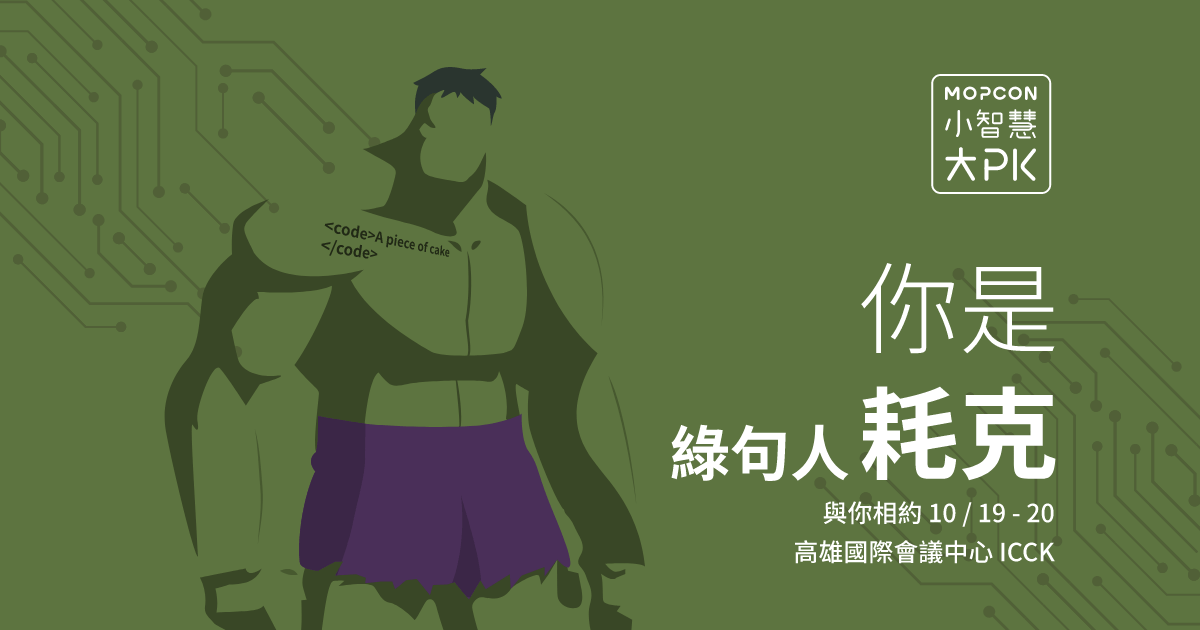 MOPCON
小智慧
大PK
<code>A piece of cake
</code>
你是
綠句人 耗克
與你相約 10 / 19 - 20
高雄國際會議中心 ICCK